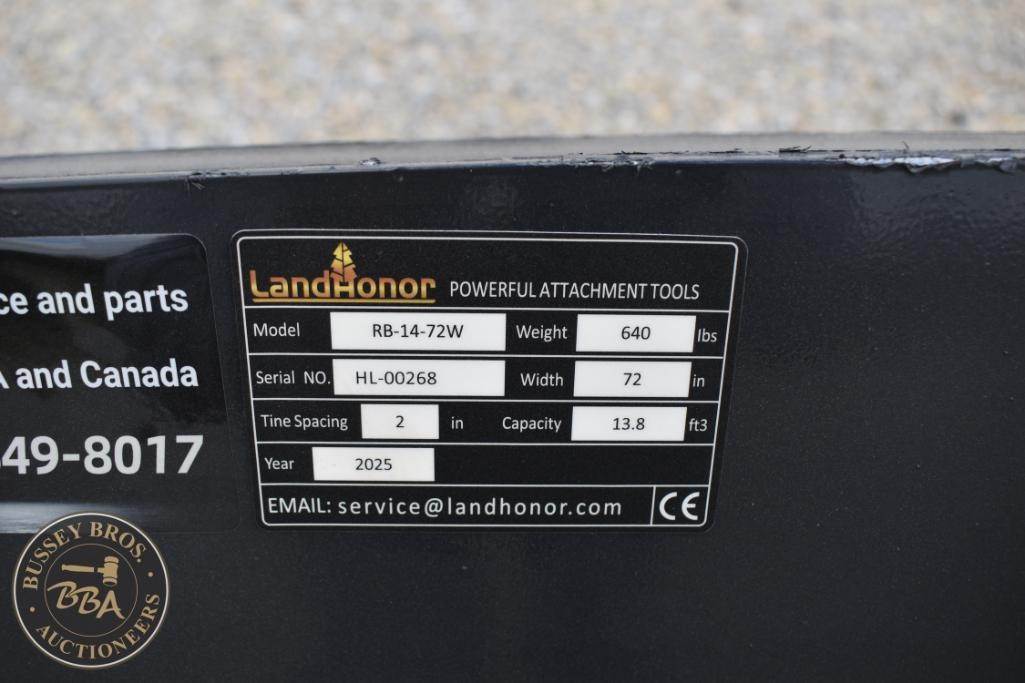 ce and parts
and Canada
49-8017
LandHonor POWERFUL ATTACHMENT TOOLS
Model RB-14-72W Weight 640 lbs
Serial NO. HL-00268 Width 72 in
Tine Spacing 2 in Capacity 13.8 ft3
Year 2025
EMAIL: service@landhonor.com CE
BUSSEY BROS.
BBA
AUCTIONEERS